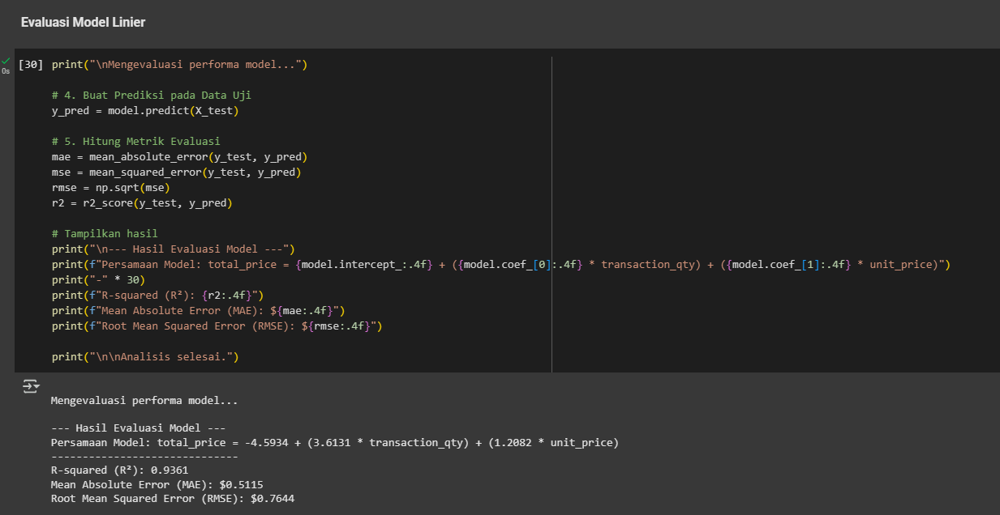 Evaluasi Model Linier
[30] print("\nMengevaluasi performa model...")
0s
# 4. Buat Prediksi pada Data Uji
y_pred = model.predict(X_test)
# 5. Hitung Metrik Evaluasi
mae = mean_absolute_error(y_test, y_pred)
mse = mean_squared_error(y_test, y_pred)
rmse = np.sqrt(mse)
r2 = r2_score(y_test, y_pred)
# Tampilkan hasil
print("\n--- Hasil Evaluasi Model ---")
print(f"Persamaan Model: total_price = {model.intercept_:.4f} + ({model.coef_[0]:.4f} * transaction_qty) + ({model.coef_[1]:.4f} * unit_price)")
print("-" * 30)
print(f"R-squared (R²): {r2:.4f}")
print(f"Mean Absolute Error (MAE): ${mae:.4f}")
print(f"Root Mean Squared Error (RMSE): ${rmse:.4f}")
print("\n\nAnalisis selesai.")
Mengevaluasi performa model...
--- Hasil Evaluasi Model ---
Persamaan Model: total_price = -4.5934 + (3.6131 * transaction_qty) + (1.2082 * unit_price)
------------------------------
R-squared (R²): 0.9361
Mean Absolute Error (MAE): $0.5115
Root Mean Squared Error (RMSE): $0.7644